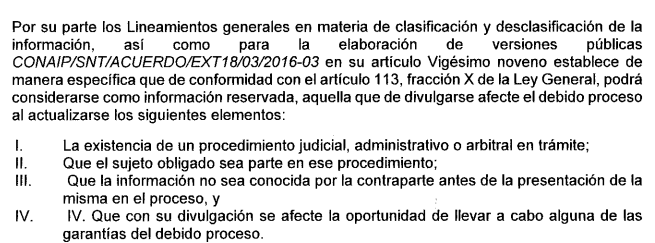 Por su parte los Lineamientos generales en materia de clasificación y desclasificación de la
información, así como para la elaboración de versiones públicas
CONAIP/SNT/ACUERDO/EXT18/03/2016-03 en su artículo Vigésimo noveno establece de
manera específica que de conformidad con el artículo 113, fracción X de la Ley General, podrá
considerarse como información reservada, aquella que de divulgarse afecte el debido proceso
al actualizarse los siguientes elementos:
I. La existencia de un procedimiento judicial, administrativo o arbitral en trámite;
II. Que el sujeto obligado sea parte en ese procedimiento;
III. Que la información no sea conocida por la contraparte antes de la presentación de la
misma en el proceso, y
IV. IV. Que con su divulgación se afecte la oportunidad de llevar a cabo alguna de las
garantías del debido proceso.